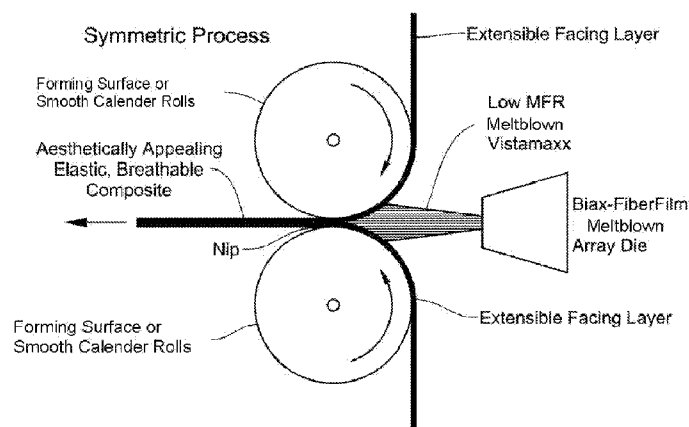 Symmetric Process
Extensible Facing Layer
Forming Surface or
Smooth Calender Rolls
Low MFR
Meltblown
Vistamaxx
Aesthetically Appealing
Elastic, Breathable
Composite
Biax-FiberFilm
Meltblown
Array Die
Nip
Extensible Facing Layer
Forming Surface or
Smooth Calender Rolls